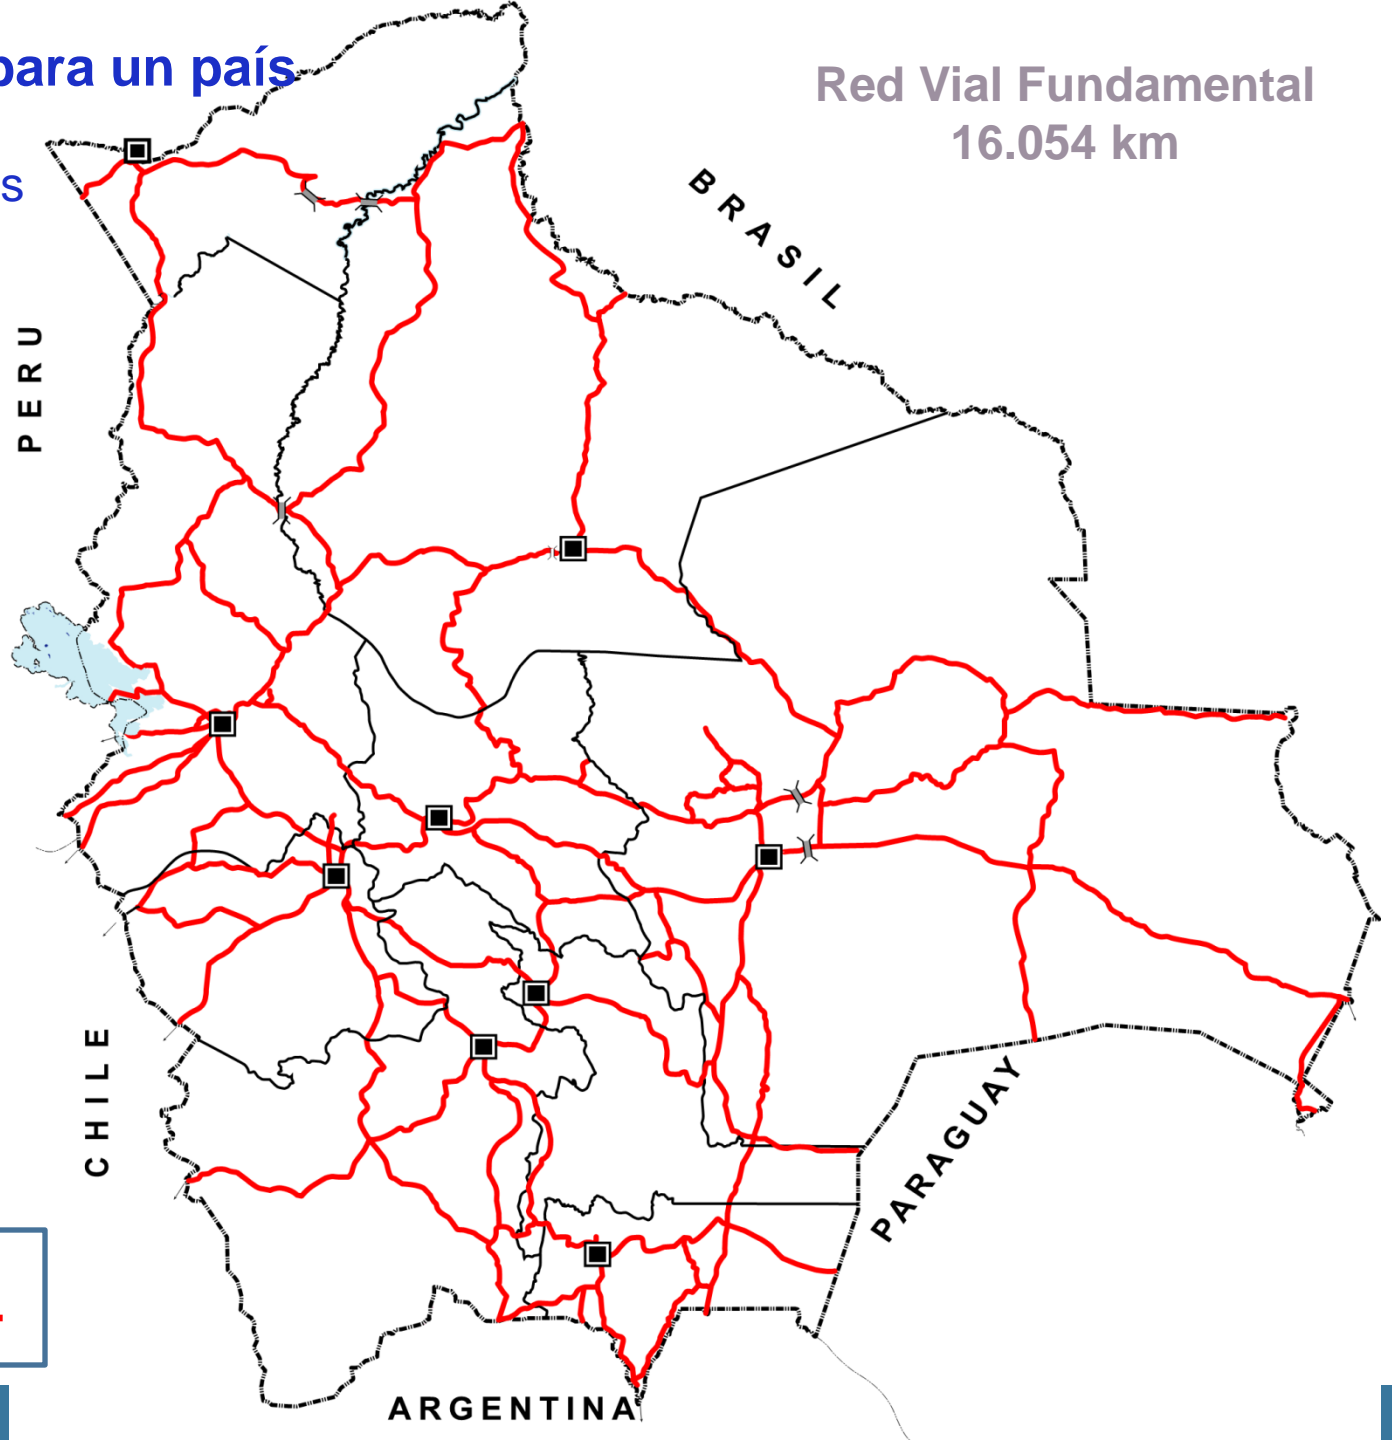 para un país
s
Red Vial Fundamental
16.054 km
BRASIL
PERU
CHILE
PARAGUAY
ARGENTINA